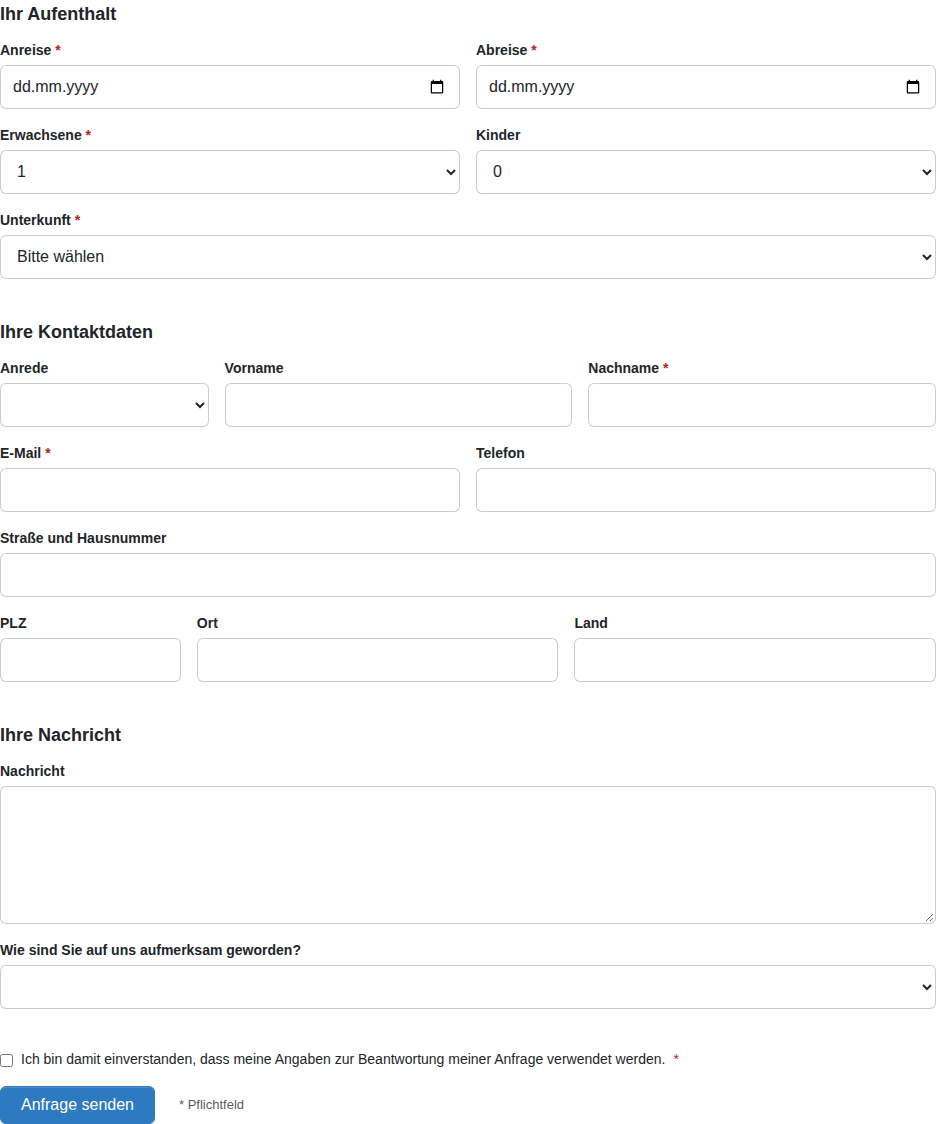 Ihr Aufenthalt
Anreise * Abreise *
dd.mm.yyyy dd.mm.yyyy
Erwachsene * Kinder
1 0
Unterkunft *
Bitte wählen
Ihre Kontaktdaten
Anrede Vorname Nachname *
E-Mail * Telefon
Straße und Hausnummer
PLZ Ort Land
Ihre Nachricht
Nachricht
Wie sind Sie auf uns aufmerksam geworden?
Ich bin damit einverstanden, dass meine Angaben zur Beantwortung meiner Anfrage verwendet werden. *
Anfrage senden * Pflichtfeld